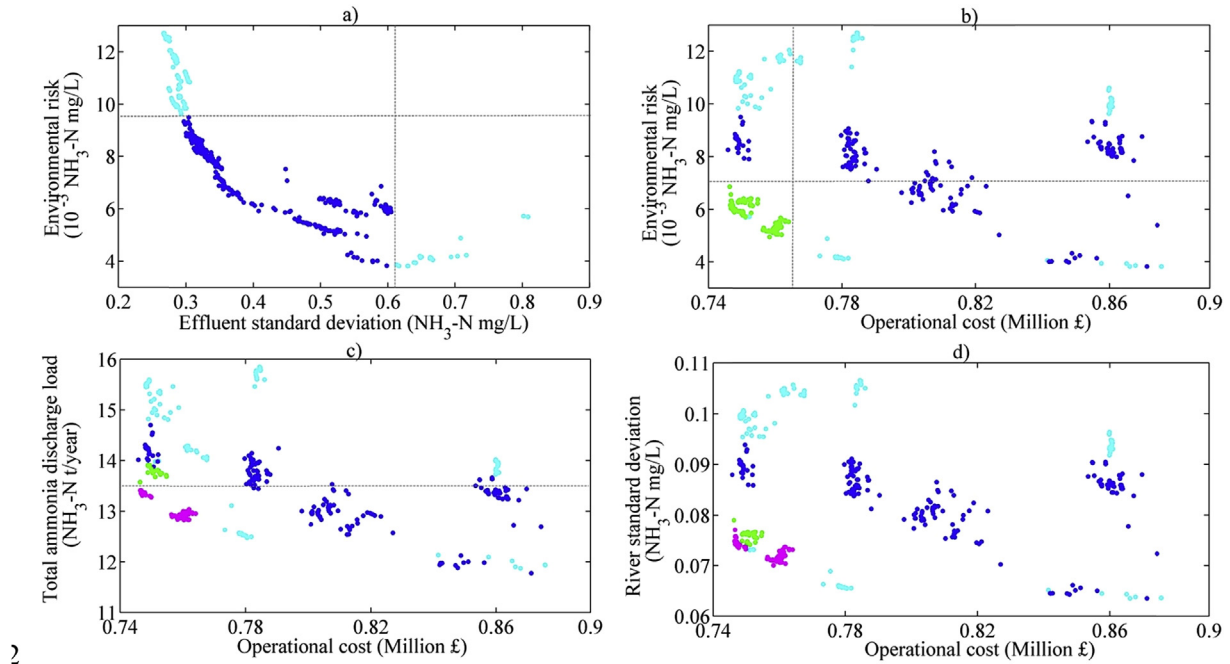 a)
Environmental risk
(10⁻³ NH₃-N mg/L)
12
10
8
6
4
0.2 0.3 0.4 0.5 0.6 0.7 0.8 0.9
Effluent standard deviation (NH₃-N mg/L)
b)
Environmental risk
(10⁻³ NH₃-N mg/L)
12
10
8
6
4
0.74 0.78 0.82 0.86 0.9
Operational cost (Million £)
c)
Total ammonia discharge load
(NH₃-N t/year)
16
15
14
13
12
11
0.74 0.78 0.82 0.86 0.9
Operational cost (Million £)
d)
River standard deviation
(NH₃-N mg/L)
0.11
0.1
0.09
0.08
0.07
0.06
0.74 0.78 0.82 0.86 0.9
Operational cost (Million £)